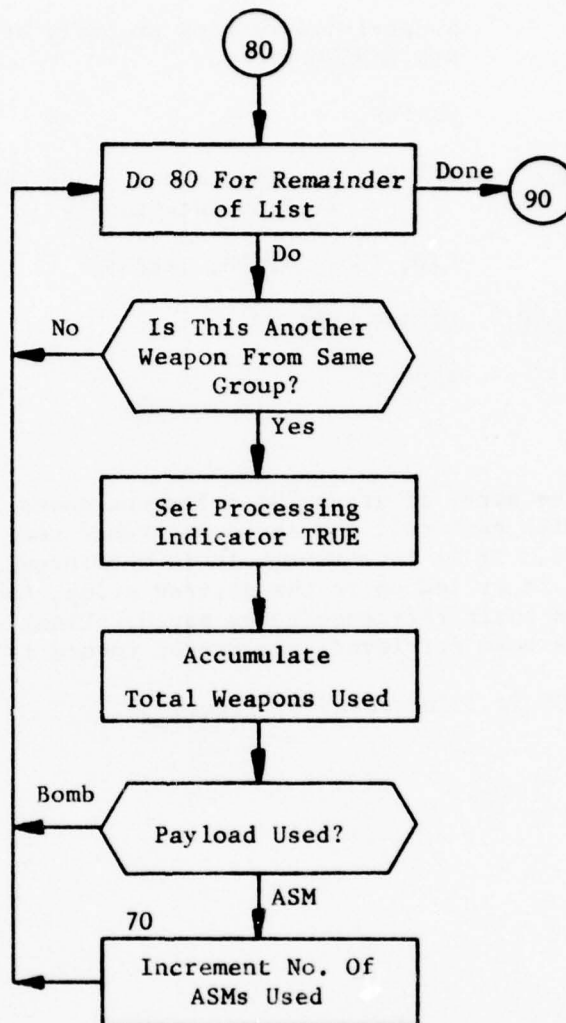 80
Do 80 For Remainder
of List
Done
90
Do
No
Is This Another
Weapon From Same
Group?
Yes
Set Processing
Indicator TRUE
Accumulate
Total Weapons Used
Bomb
Payload Used?
ASM
70
Increment No. Of
ASMs Used